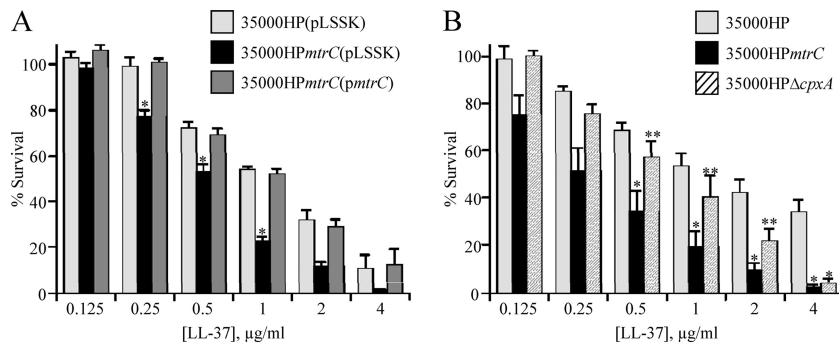 A
35000HP(pLSSK)
35000HPmtrC(pLSSK)
35000HPmtrC(pmtrC)
% Survival
100
80
60
40
20
0
*
*
*
0.125 0.25 0.5 1 2 4
[LL-37], µg/ml
B
35000HP
35000HPmtrC
35000HPΔcpxA
% Survival
100
80
60
40
20
0
*
**
*
**
*
**
*
*
0.125 0.25 0.5 1 2 4
[LL-37], µg/ml